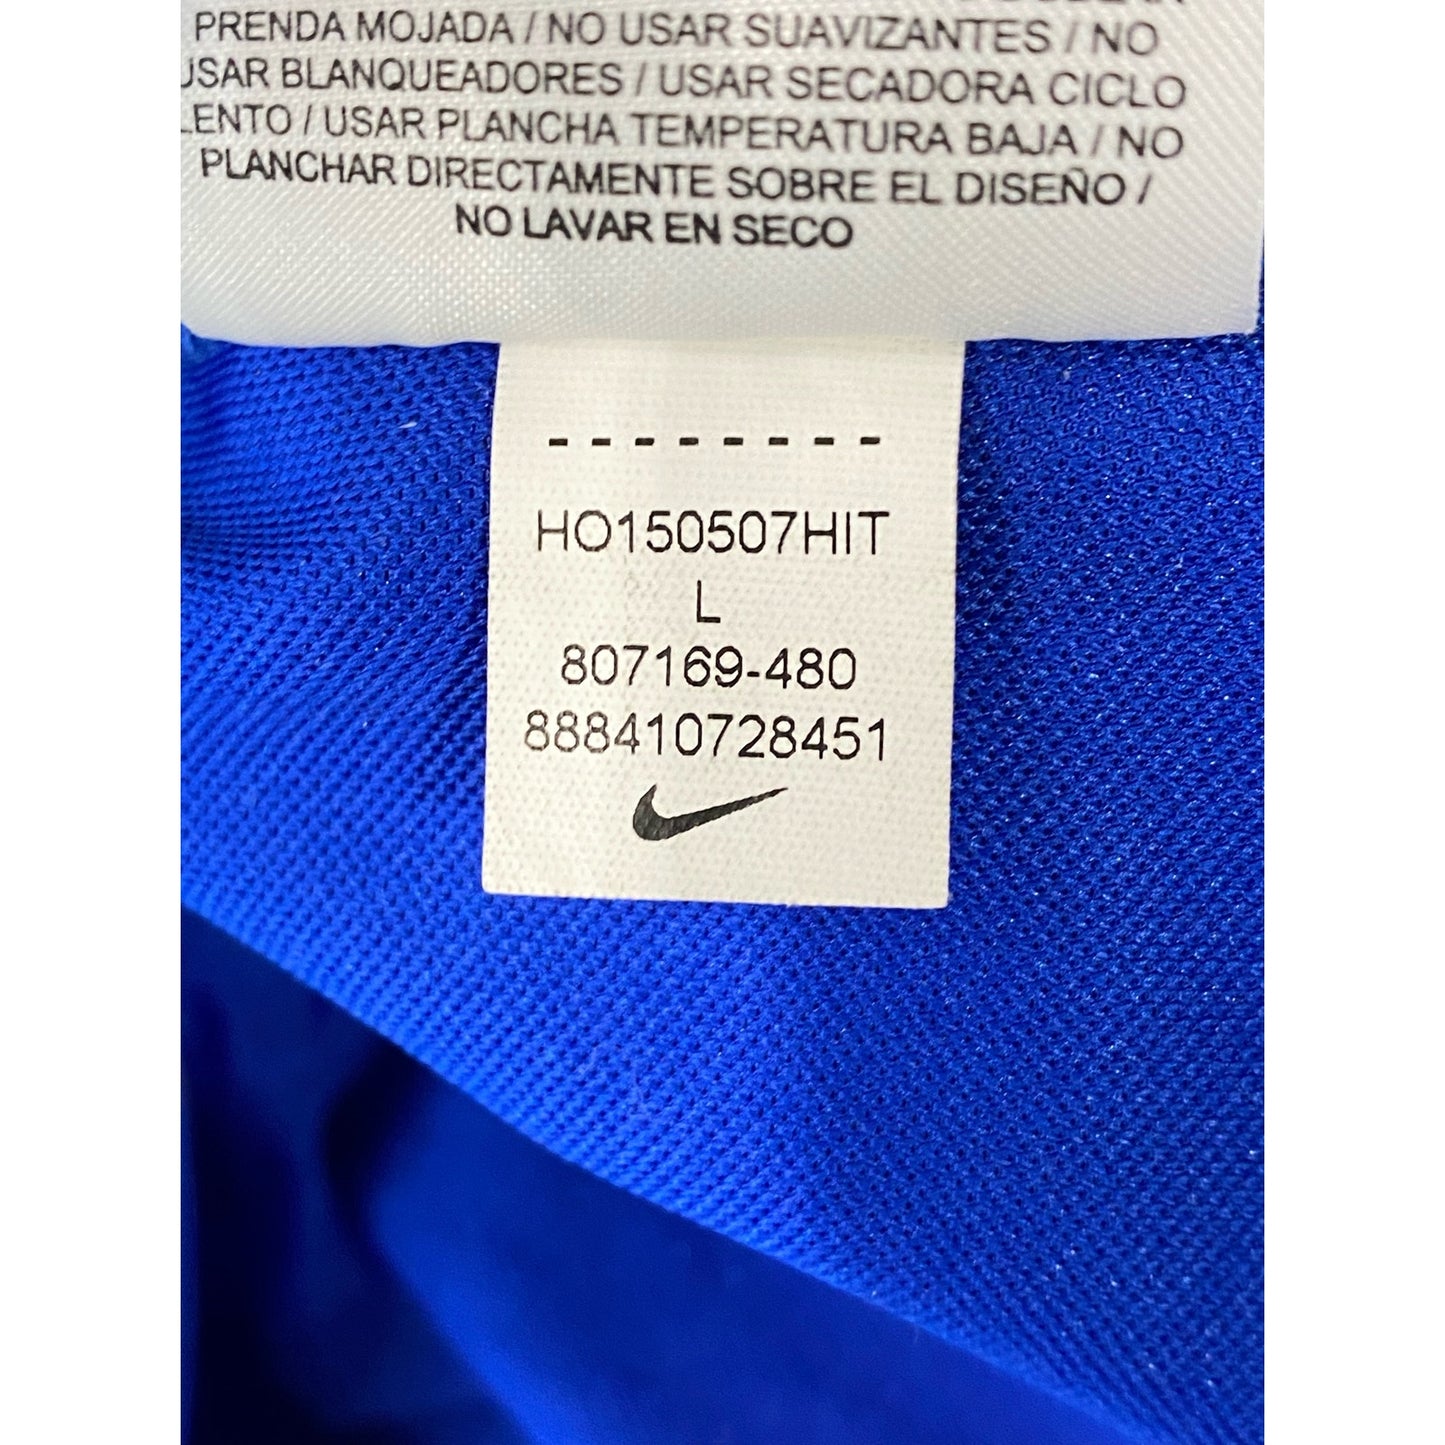 PRENDA MOJADA / NO USAR SUAVIZANTES / NO
USAR BLANQUEADORES / USAR SECADORA CICLO
LENTO / USAR PLANCHA TEMPERATURA BAJA / NO
PLANCHAR DIRECTAMENTE SOBRE EL DISEÑO /
NO LAVAR EN SECO
--------
HO150507HIT
L
807169-480
888410728451